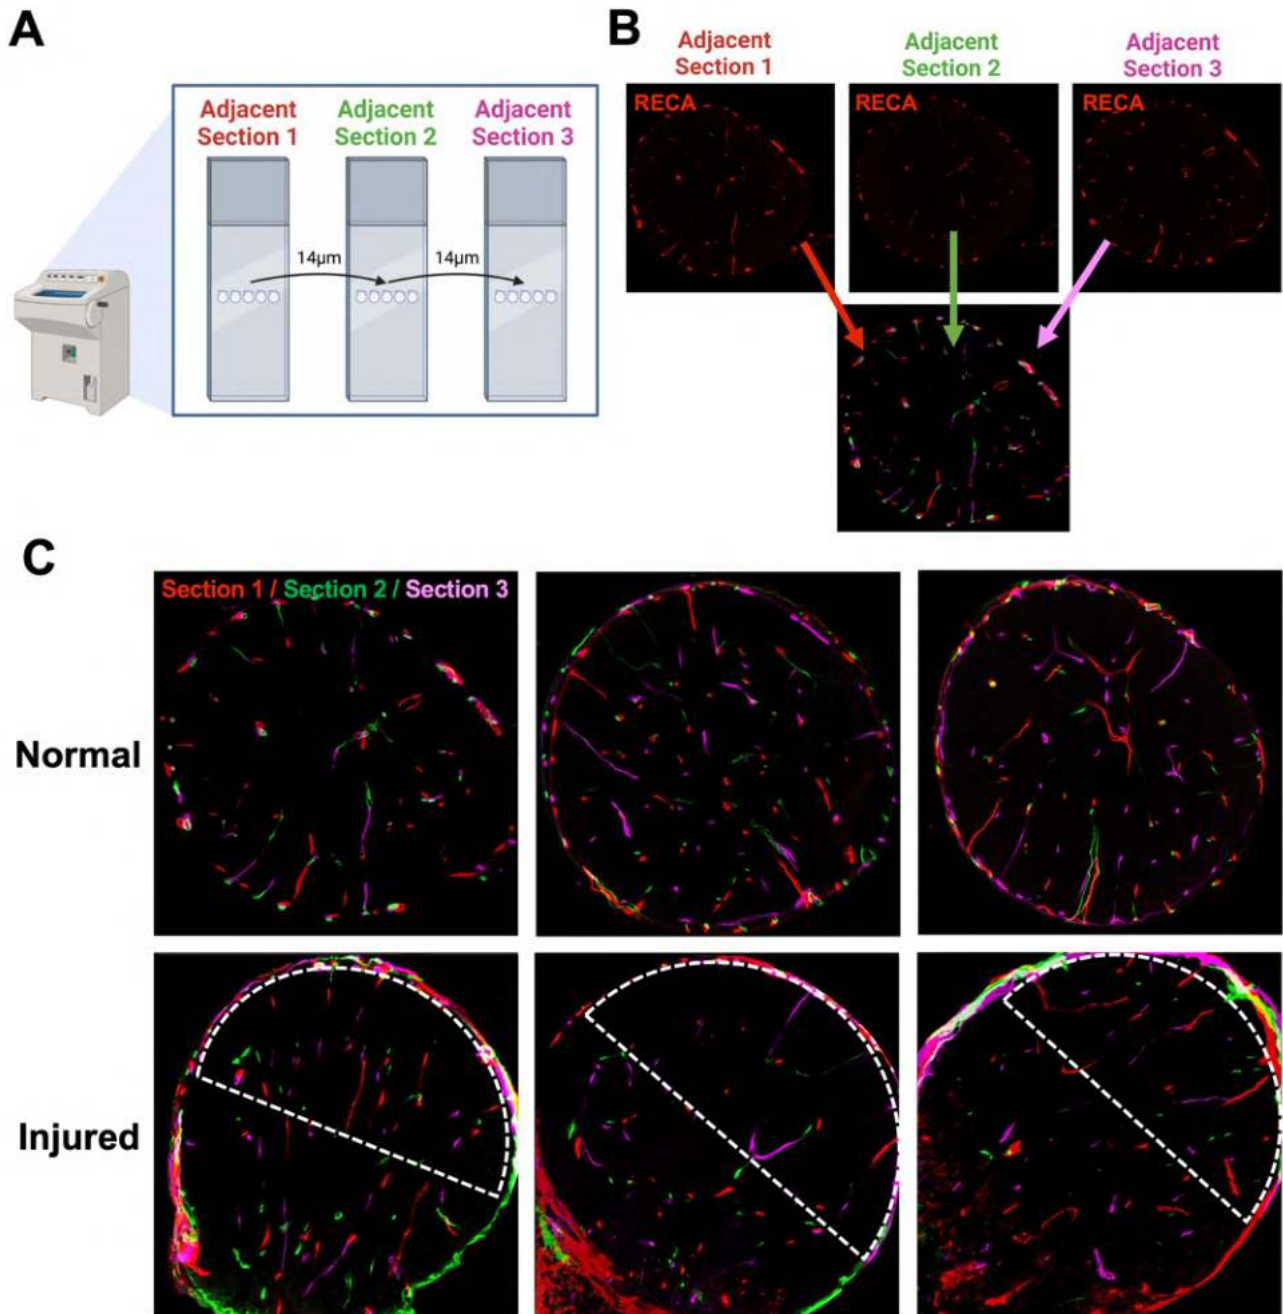 A
Adjacent
Section 1
Adjacent
Section 2
Adjacent
Section 3
14µm
14µm
B
Adjacent
Section 1
Adjacent
Section 2
Adjacent
Section 3
RECA
RECA
RECA
C
Section 1 / Section 2 / Section 3
Normal
Injured